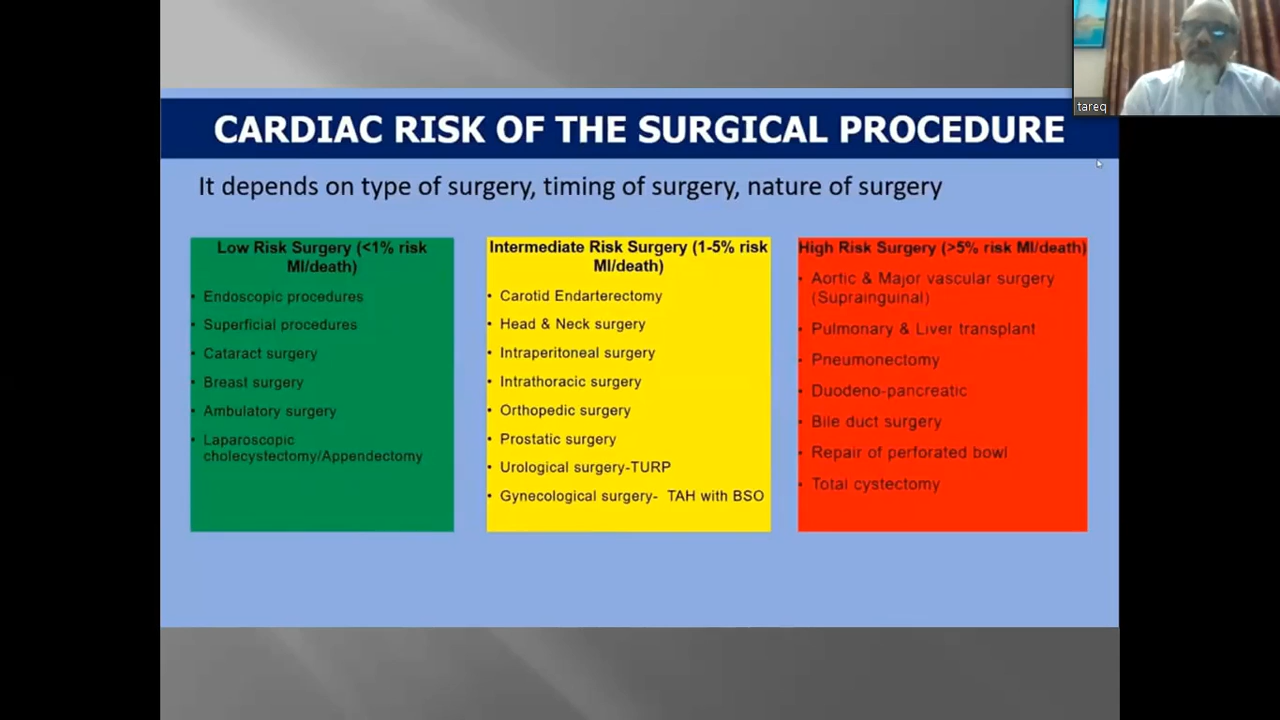 tareq
CARDIAC RISK OF THE SURGICAL PROCEDURE
It depends on type of surgery, timing of surgery, nature of surgery
Low Risk Surgery (<1% risk
MI/death)
• Endoscopic procedures
• Superficial procedures
• Cataract surgery
• Breast surgery
• Ambulatory surgery
• Laparoscopic
cholecystectomy/Appendectomy
Intermediate Risk Surgery (1-5% risk
MI/death)
• Carotid Endarterectomy
• Head & Neck surgery
• Intraperitoneal surgery
• Intrathoracic surgery
• Orthopedic surgery
• Prostatic surgery
• Urological surgery-TURP
• Gynecological surgery- TAH with BSO
High Risk Surgery (>5% risk MI/death)
• Aortic & Major vascular surgery
(Suprainguinal)
• Pulmonary & Liver transplant
• Pneumonectomy
• Duodeno-pancreatic
• Bile duct surgery
• Repair of perforated bowl
• Total cystectomy